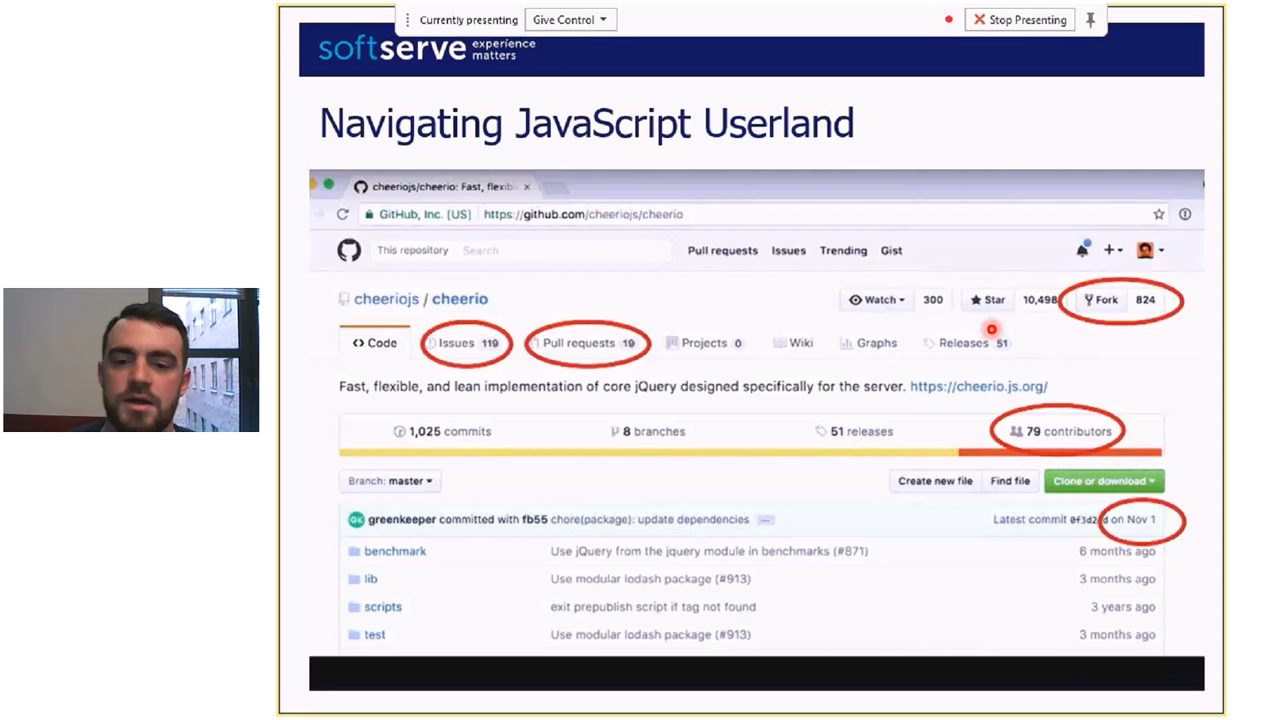 Currently presenting Give Control Stop Presenting
softserve experience matters
Navigating JavaScript Userland
cheeriojs/cheerio: Fast, flexibl
GitHub, Inc. [US] https://github.com/cheeriojs/cheerio
This repository Search Pull requests Issues Trending Gist
cheeriojs / cheerio Watch 300 Star 10,498 Fork 824
Code Issues 119 Pull requests 19 Projects 0 Wiki Graphs Releases 51
Fast, flexible, and lean implementation of core jQuery designed specifically for the server. https://cheerio.js.org/
1,025 commits 8 branches 51 releases 79 contributors
Branch: master Create new file Find file Clone or download
greenkeeper committed with fb55 chore(package): update dependencies Latest commit on Nov 1
benchmark Use jQuery from the jquery module in benchmarks (#871) 6 months ago
lib Use modular lodash package (#913) 3 months ago
scripts exit prepublish script if tag not found 3 years ago
test Use modular lodash package (#913) 3 months ago